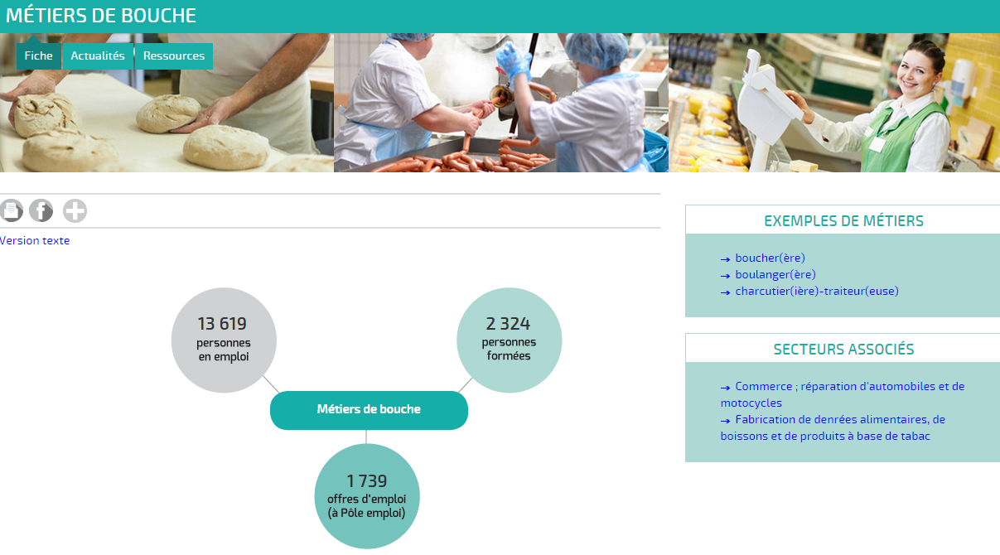 MÉTIERS DE BOUCHE
Fiche
Actualités
Ressources
Version texte
13 619
personnes
en emploi
2 324
personnes
formées
Métiers de bouche
1 739
offres d'emploi
(à Pôle emploi)
EXEMPLES DE MÉTIERS
→ boucher(ère)
→ boulanger(ère)
→ charcutier(ière)-traiteur(euse)
SECTEURS ASSOCIÉS
→ Commerce ; réparation d'automobiles et de
motocycles
→ Fabrication de denrées alimentaires, de
boissons et de produits à base de tabac